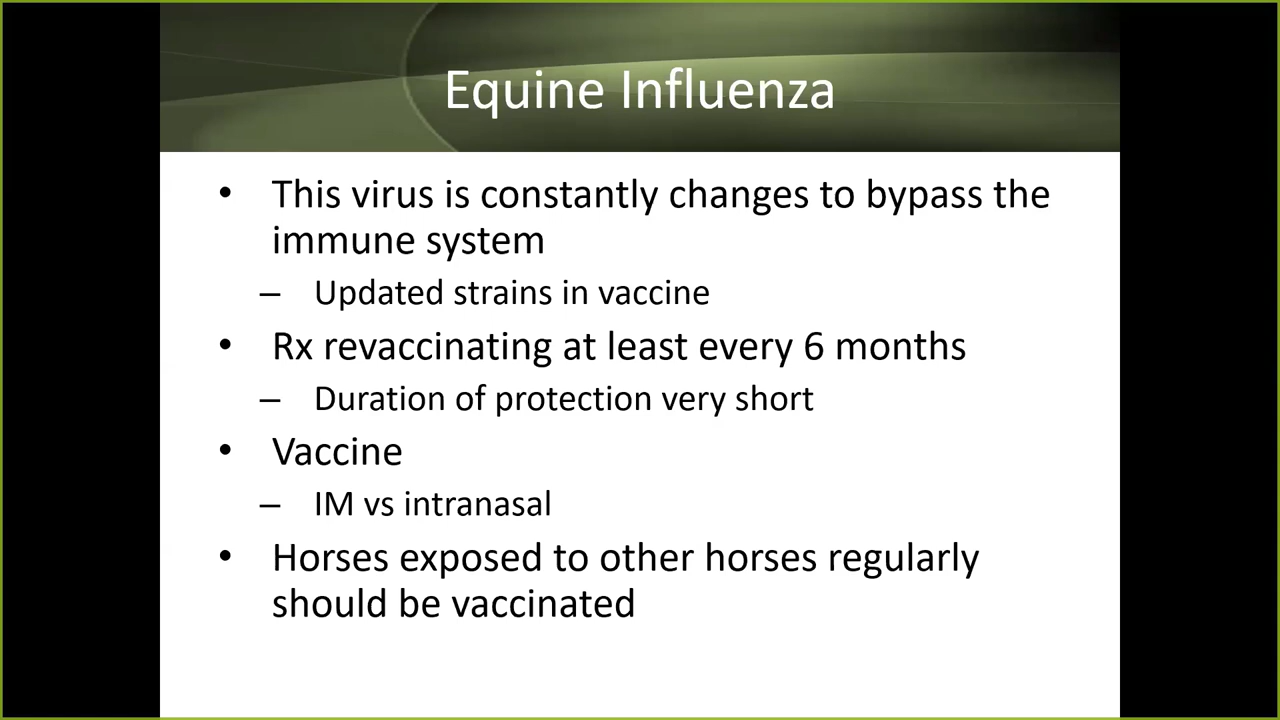 Equine Influenza
• This virus is constantly changes to bypass the
immune system
– Updated strains in vaccine
• Rx revaccinating at least every 6 months
– Duration of protection very short
• Vaccine
– IM vs intranasal
• Horses exposed to other horses regularly
should be vaccinated